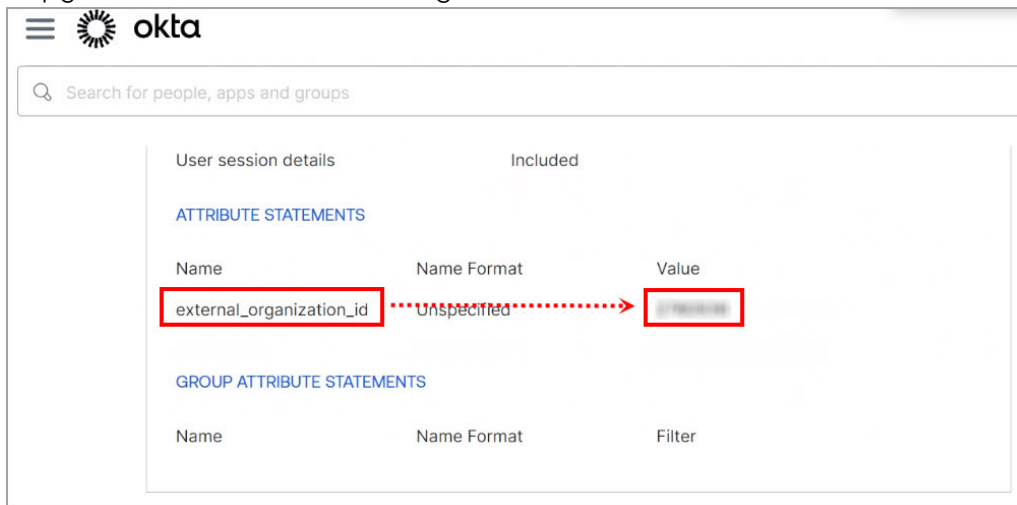 okta
Search for people, apps and groups
User session details Included
ATTRIBUTE STATEMENTS
Name Name Format Value
external_organization_id Unspecified
GROUP ATTRIBUTE STATEMENTS
Name Name Format Filter